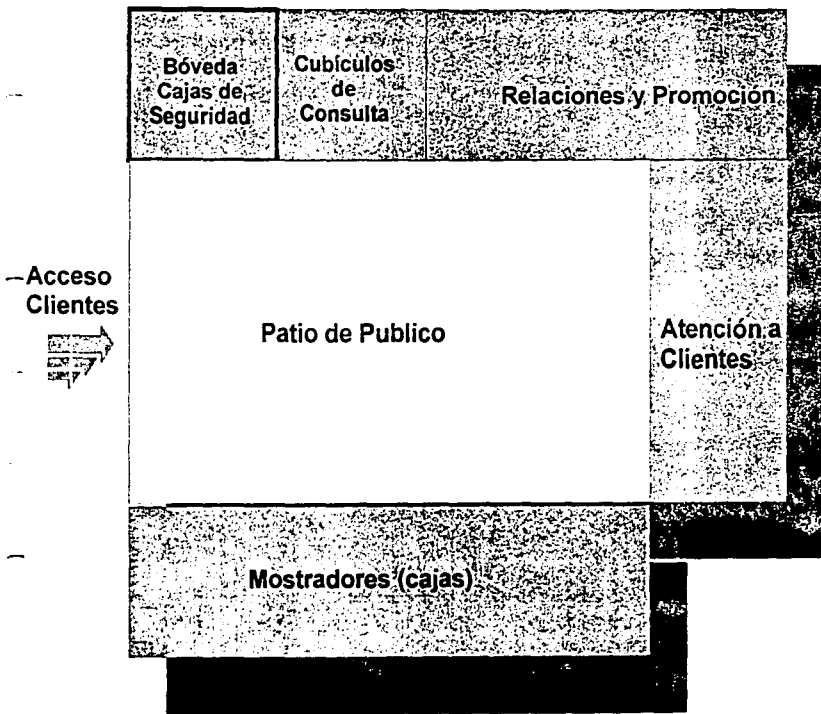 Bóveda
Cajas de
Seguridad
Cubículos
de
Consulta
Relaciones y Promoción
Acceso
Clientes
Patio de Publico
Atención a
Clientes
Mostradores (cajas)